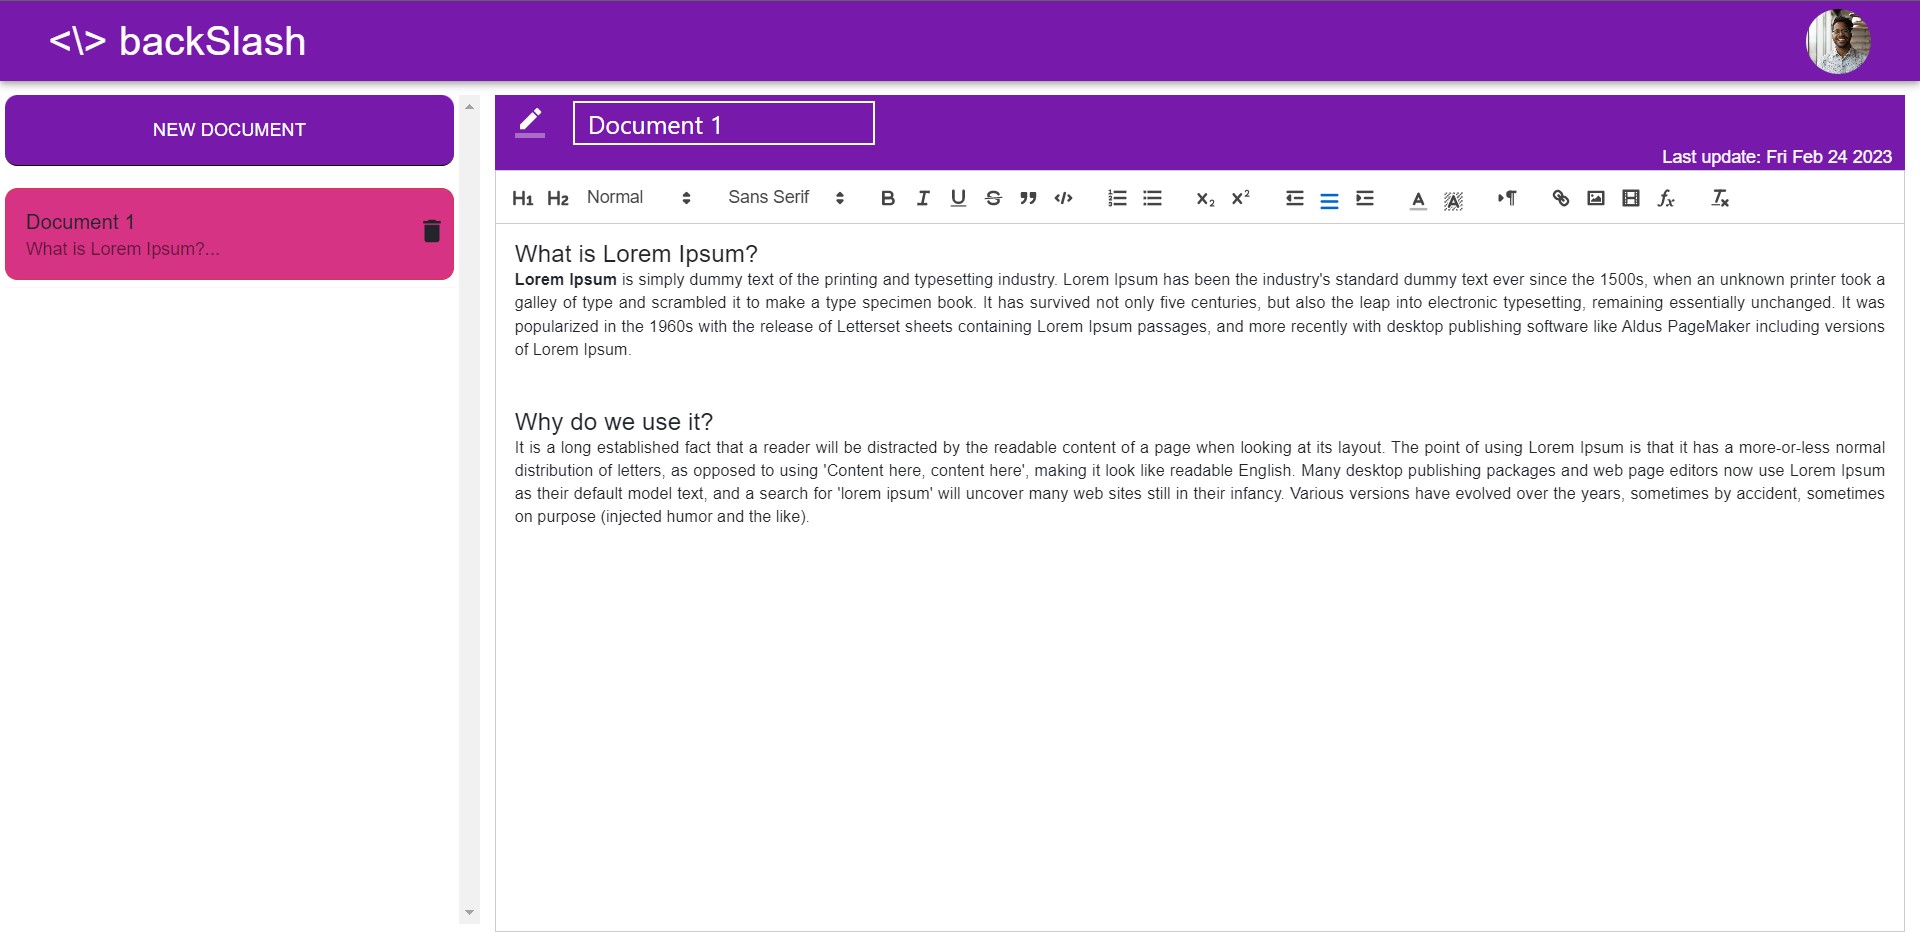 <\> backSlash
NEW DOCUMENT
Document 1
What is Lorem Ipsum?...
Document 1
Last update: Fri Feb 24 2023
H1 H2 Normal Sans Serif B I U S ” </> X2 X2 A A ¶ fx Tx
What is Lorem Ipsum?
Lorem Ipsum is simply dummy text of the printing and typesetting industry. Lorem Ipsum has been the industry's standard dummy text ever since the 1500s, when an unknown printer took a
galley of type and scrambled it to make a type specimen book. It has survived not only five centuries, but also the leap into electronic typesetting, remaining essentially unchanged. It was
popularized in the 1960s with the release of Letterset sheets containing Lorem Ipsum passages, and more recently with desktop publishing software like Aldus PageMaker including versions
of Lorem Ipsum.
Why do we use it?
It is a long established fact that a reader will be distracted by the readable content of a page when looking at its layout. The point of using Lorem Ipsum is that it has a more-or-less normal
distribution of letters, as opposed to using 'Content here, content here', making it look like readable English. Many desktop publishing packages and web page editors now use Lorem Ipsum
as their default model text, and a search for 'lorem ipsum' will uncover many web sites still in their infancy. Various versions have evolved over the years, sometimes by accident, sometimes
on purpose (injected humor and the like).